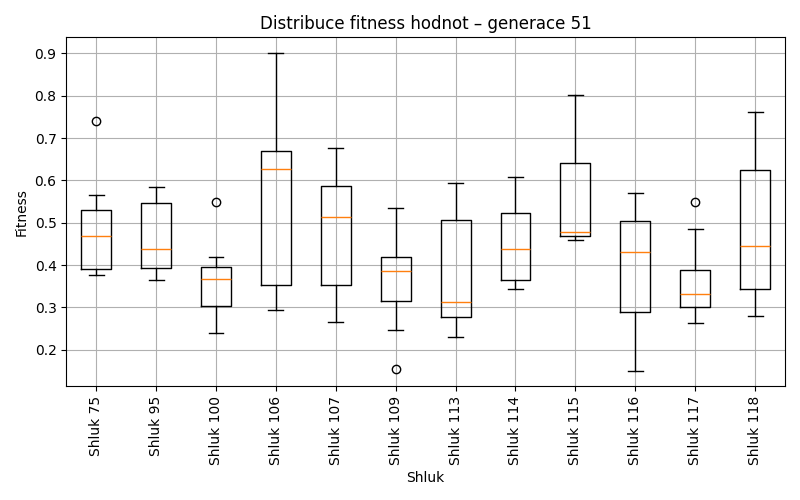 Distribuce fitness hodnot – generace 51
Fitness
0.9
0.8
0.7
0.6
0.5
0.4
0.3
0.2
Shluk 75
Shluk 95
Shluk 100
Shluk 106
Shluk 107
Shluk 109
Shluk 113
Shluk 114
Shluk 115
Shluk 116
Shluk 117
Shluk 118
Shluk